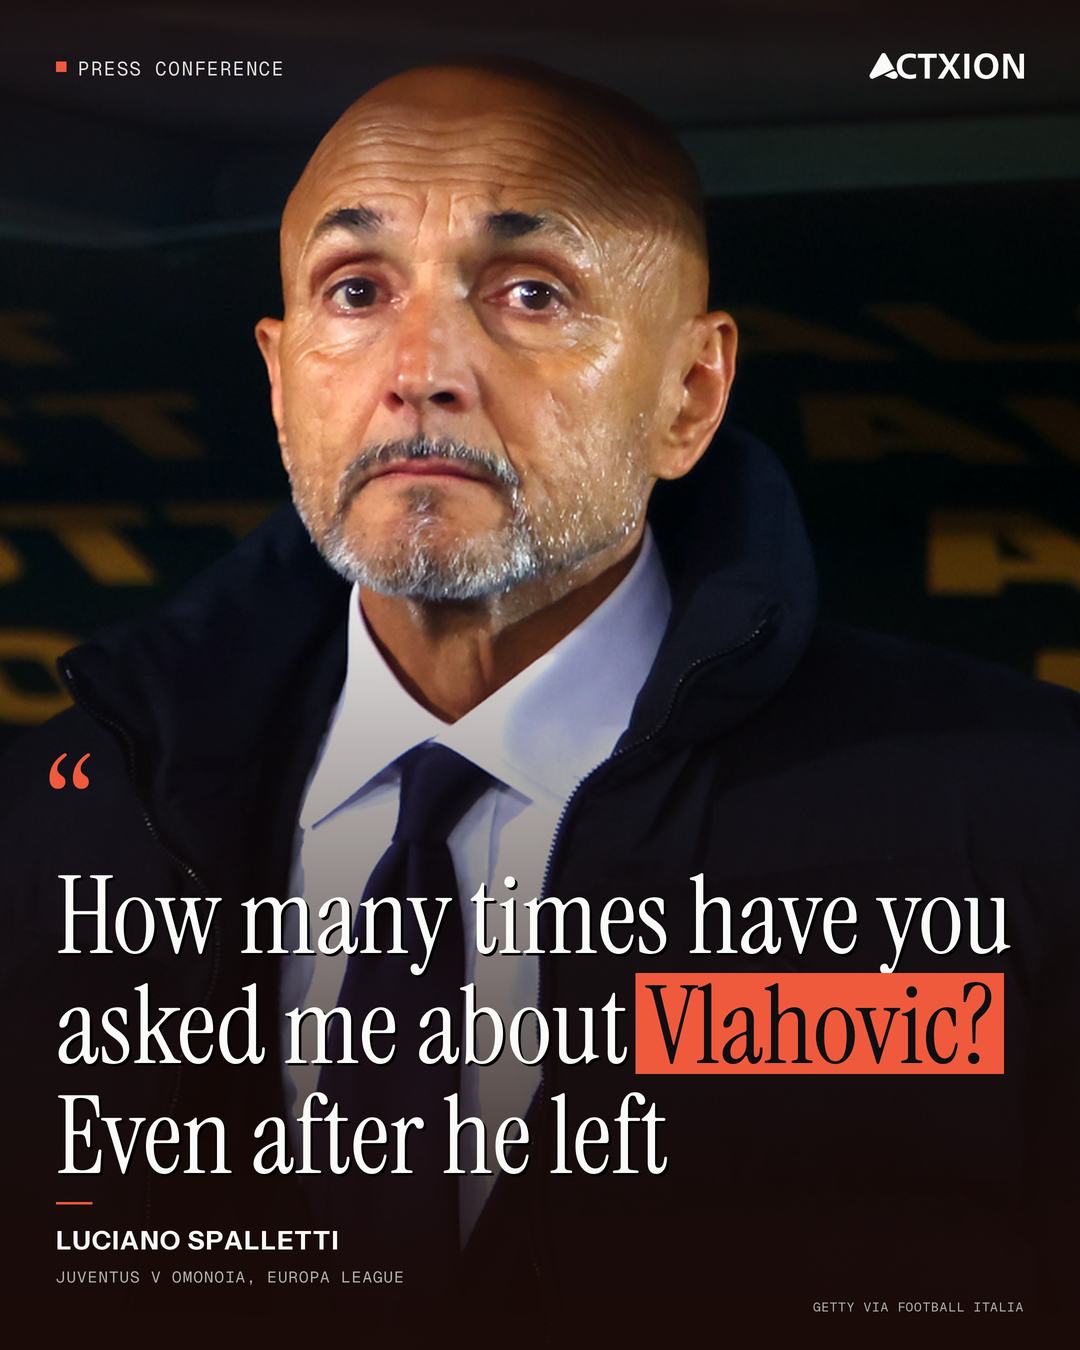 PRESS CONFERENCE
ACTXION
“
How many times have you
asked me about Vlahovic?
Even after he left
LUCIANO SPALLETTI
JUVENTUS V OMONOIA, EUROPA LEAGUE
GETTY VIA FOOTBALL ITALIA